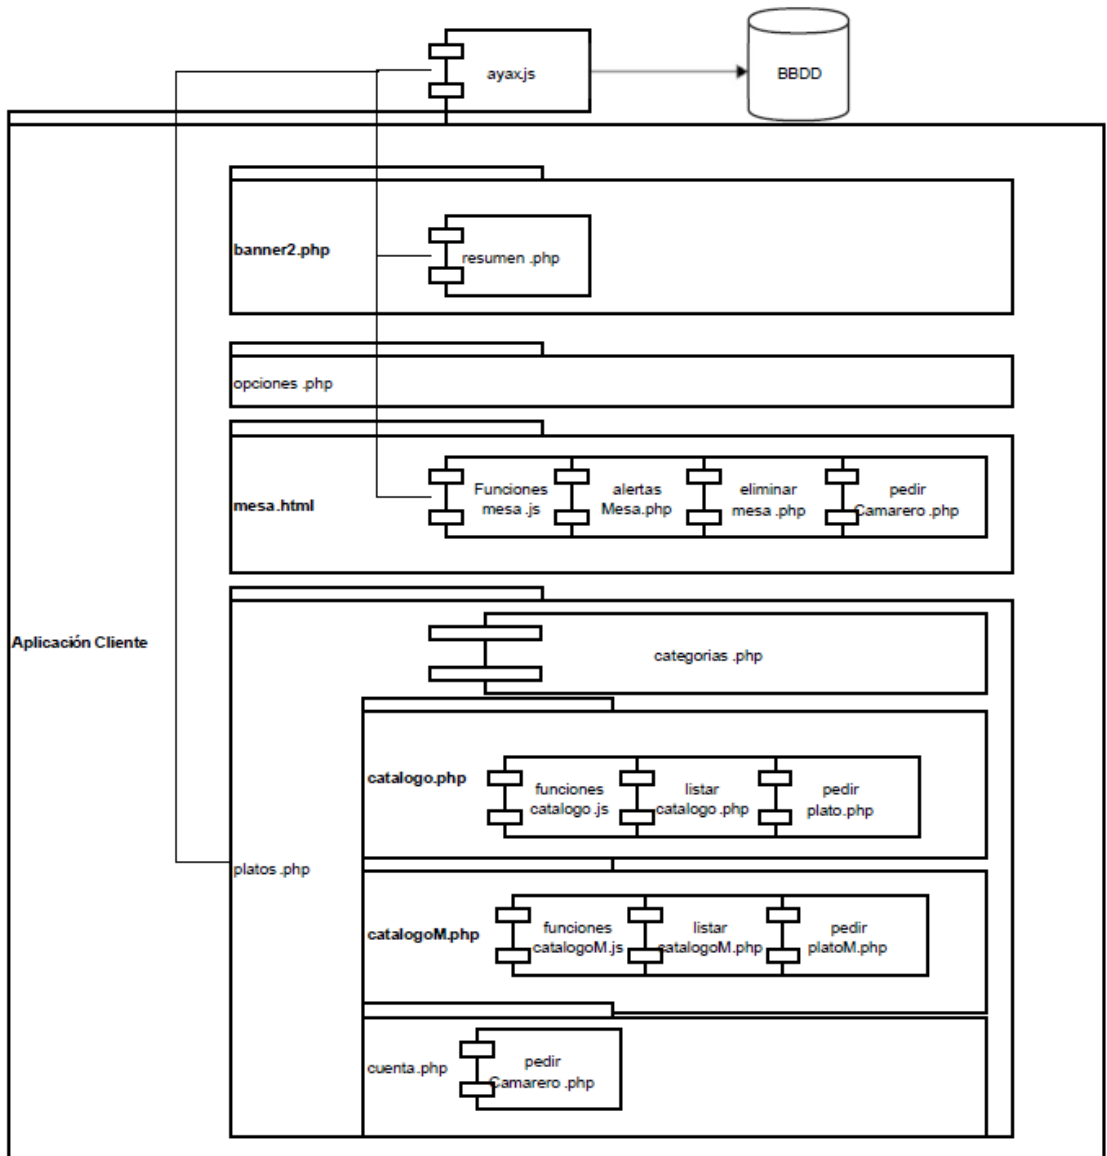 ayax.js
BBDD
banner2.php
resumen .php
opciones .php
mesa.html
Funciones
mesa .js
alertas
Mesa.php
eliminar
mesa .php
pedir
Camarero .php
Aplicación Cliente
categorias .php
catalogo.php
funciones
catalogo .js
listar
catalogo .php
pedir
plato.php
platos .php
catalogoM.php
funciones
catalogoM.js
listar
catalogoM.php
pedir
platoM.php
cuenta.php
pedir
Camarero .php